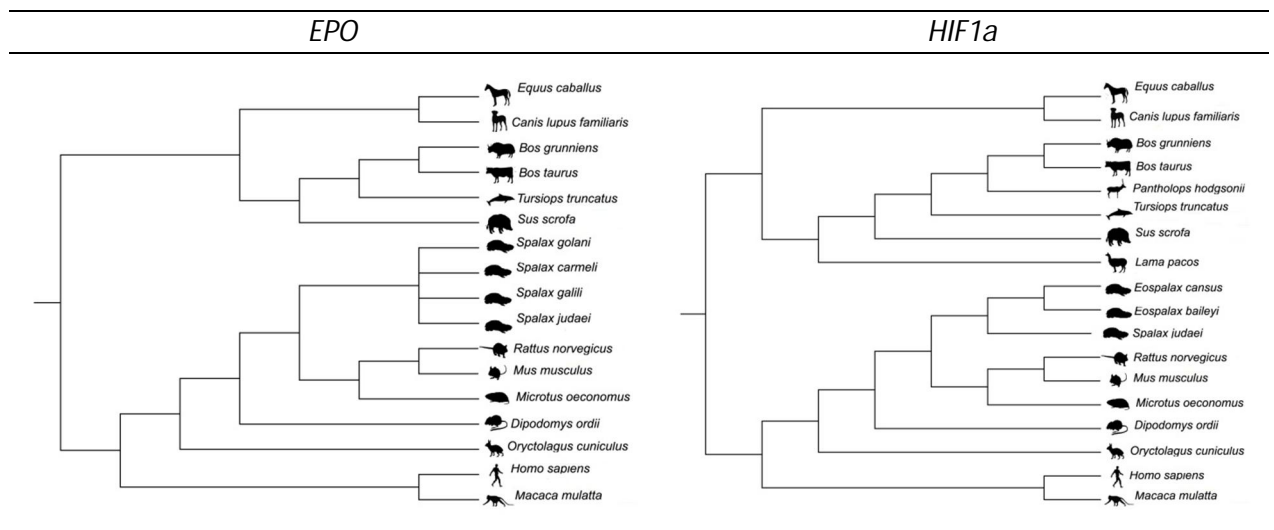 EPO
Equus caballus
Canis lupus familiaris
Bos grunniens
Bos taurus
Tursiops truncatus
Sus scrofa
Spalax golani
Spalax carmeli
Spalax galili
Spalax judaei
Rattus norvegicus
Mus musculus
Microtus oeconomus
Dipodomys ordii
Oryctolagus cuniculus
Homo sapiens
Macaca mulatta
HIF1a
Equus caballus
Canis lupus familiaris
Bos grunniens
Bos taurus
Pantholops hodgsonii
Tursiops truncatus
Sus scrofa
Lama pacos
Eospalax cansus
Eospalax baileyi
Spalax judaei
Rattus norvegicus
Mus musculus
Microtus oeconomus
Dipodomys ordii
Oryctolagus cuniculus
Homo sapiens
Macaca mulatta